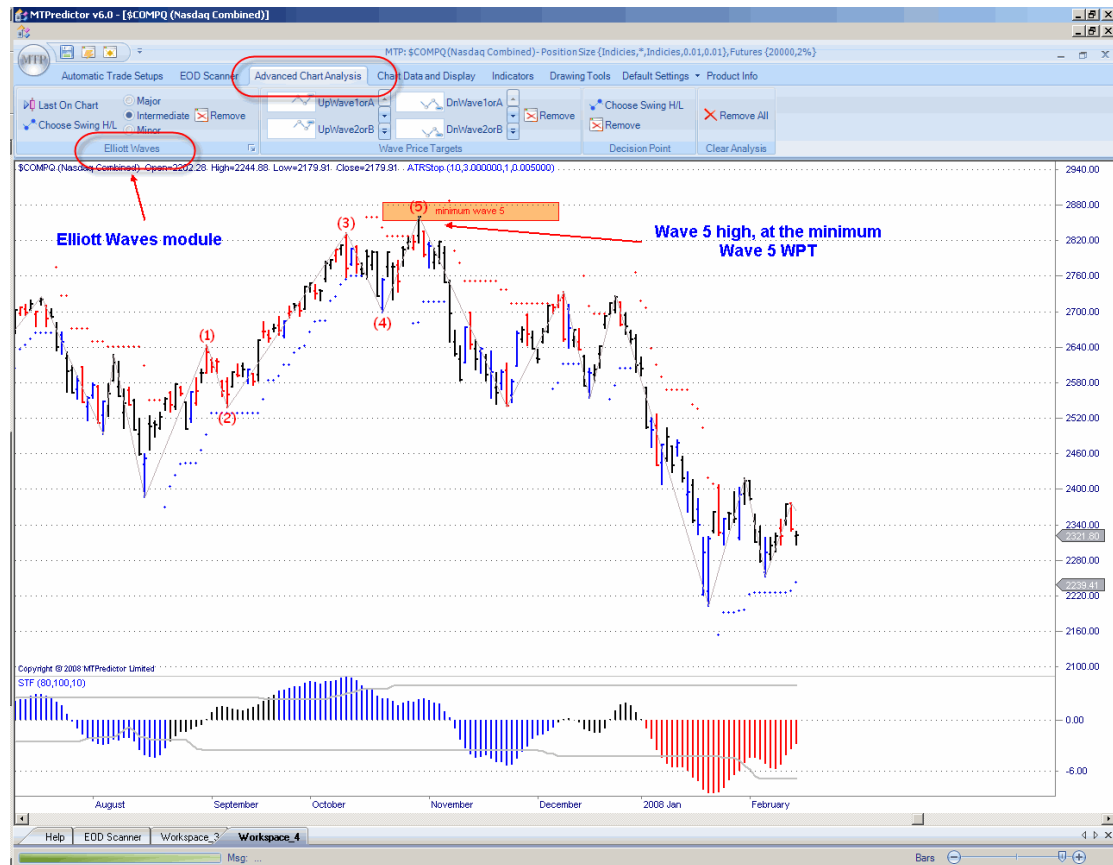 MTPredictor v6.0 - [$COMPQ (Nasdaq Combined)]
MTP: $COMPQ(Nasdaq Combined)-PositionSize {Indicies,*,Indicies,0.01,0.01},Futures {20000,2%}
MTP
Automatic Trade Setups EOD Scanner Advanced Chart Analysis Chart Data and Display Indicators Drawing Tools Default Settings Product Info
Last On Chart
Choose Swing H/L
Major
Intermediate
Minor
Remove
Elliott Waves
UpWave1orA
UpWave2orB
DnWave1orA
DnWave2orB
Remove
Wave Price Targets
Choose Swing H/L
Remove
Decision Point
Remove All
Clear Analysis
$COMPQ (Nasdaq Combined) Open=2202.28 High=2244.88 Low=2179.91 Close=2179.91 ATRStop (10,3.000000,1,0.005000)
2940.00
2880.00
2820.00
2760.00
2700.00
2640.00
2580.00
2520.00
2460.00
2400.00
2340.00
2321.80
2280.00
2239.41
2220.00
2160.00
2100.00
minimum wave 5
(5)
(3)
(4)
(1)
(2)
Elliott Waves module
Wave 5 high, at the minimum
Wave 5 WPT
Copyright © 2008 MTPredictor Limited
STF (80,100,10)
0.00
-6.00
August September October November December 2008 Jan February
Help EOD Scanner Workspace_3 Workspace_4
Msg: ...
Bars